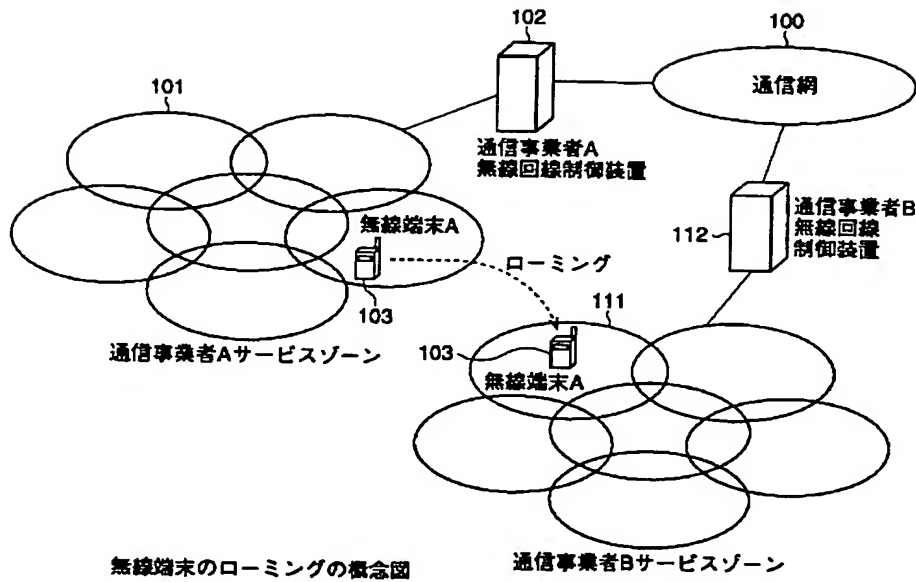 102
100
101
通信網
通信事業者A
無線回線制御装置
通信事業者B
無線回線
制御装置
112
無線端末A
ローミング
103
111
通信事業者Aサービスゾーン
103
無線端末A
無線端末のローミングの概念図
通信事業者Bサービスゾーン